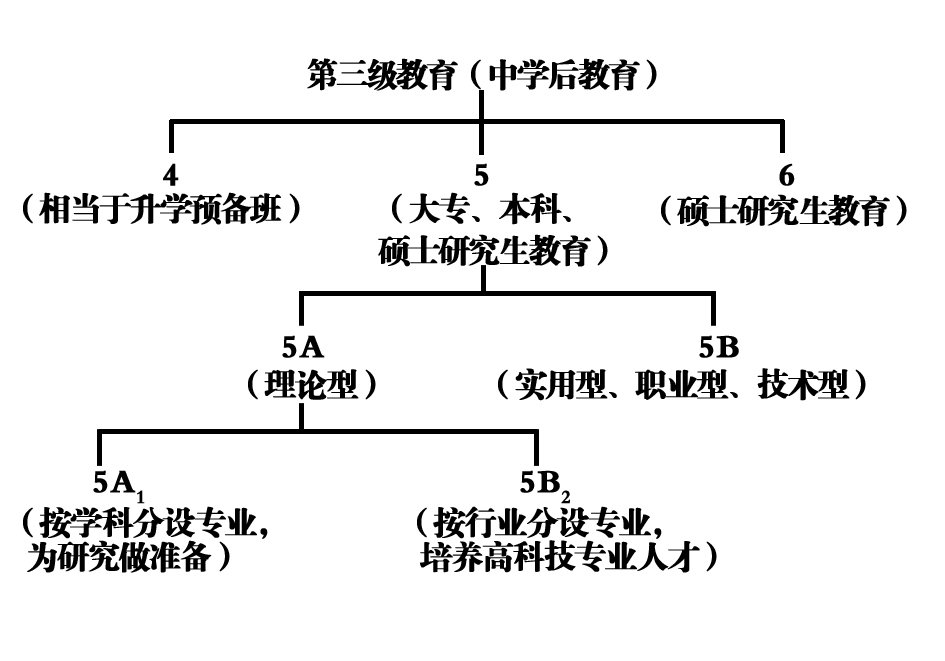 第三级教育（中学后教育）
4
（相当于升学预备班）
5
（大专、本科、
硕士研究生教育）
6
（硕士研究生教育）
5A
（理论型）
5B
（实用型、职业型、技术型）
5A₁
（按学科分设专业，
为研究做准备）
5B₂
（按行业分设专业，
培养高科技专业人才）